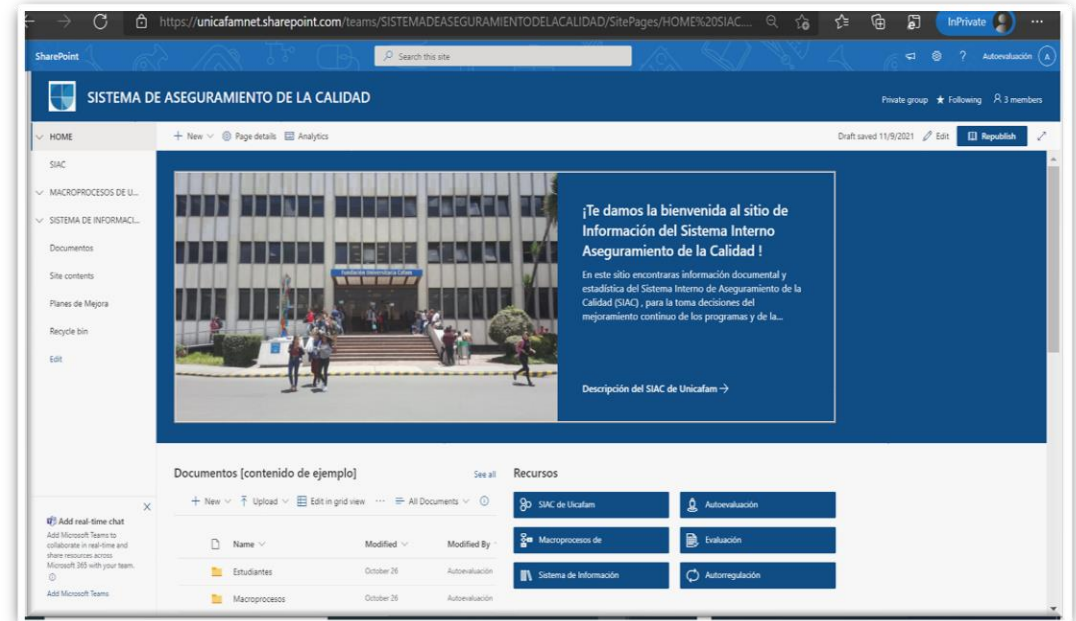 https://unicafamnet.sharepoint.com/teams/SISTEMADEASEGURAMIENTODELACALIDAD/SitePages/HOME%20SIAC...
InPrivate
SharePoint
Search this site
Autoevaluación
A
SISTEMA DE ASEGURAMIENTO DE LA CALIDAD
Private group
Following
3 members
HOME
SIAC
MACROPROCESOS DE U...
SISTEMA DE INFORMACI...
Documentos
Site contents
Planes de Mejora
Recycle bin
Edit
New
Page details
Analytics
Draft saved 11/9/2021
Edit
Republish
Fundación Universitaria Cafam
¡Te damos la bienvenida al sitio de
Información del Sistema Interno
Aseguramiento de la Calidad !
En este sitio encontraras información documental y
estadística del Sistema Interno de Aseguramiento de la
Calidad (SIAC) , para la toma decisiones del
mejoramiento continuo de los programas y de la...
Descripción del SIAC de Unicafam →
Documentos [contenido de ejemplo]
See all
New
Upload
Edit in grid view
...
All Documents
Name
Modified
Modified By
Estudiantes
October 26
Autoevaluación
Macroprocesos
October 26
Autoevaluación
Recursos
SIAC de Uicafam
Autoevaluación
Macroprocesos de
Evaluación
Sistema de Información
Autorregulación
Add real-time chat
Add Microsoft Teams to
collaborate in real-time and
share resources across
Microsoft 365 with your team.
Add Microsoft Teams